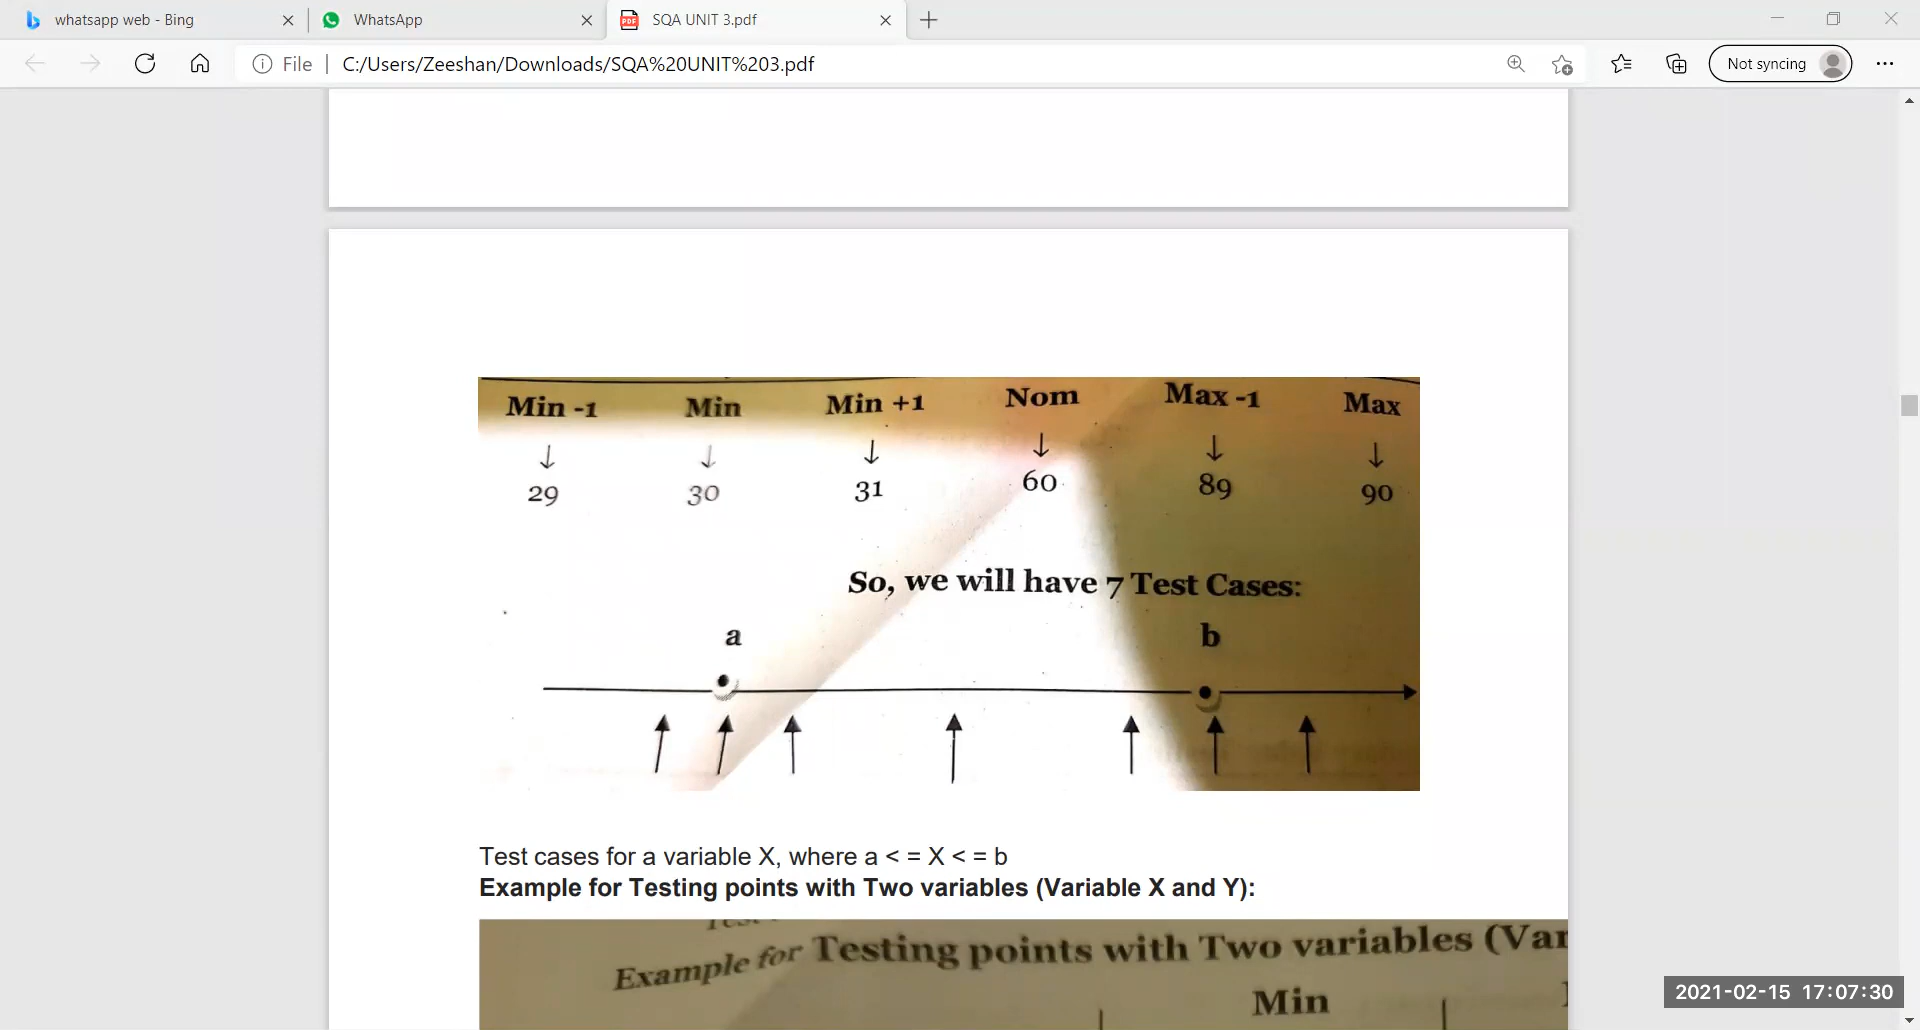 whatsapp web - Bing
WhatsApp
SQA UNIT 3.pdf
File
C:/Users/Zeeshan/Downloads/SQA%20UNIT%203.pdf
Not syncing
Min -1 Min Min +1 Nom Max -1 Max
29 30 31 60 89 90
So, we will have 7 Test Cases:
a b
Test cases for a variable X, where a < = X < = b
Example for Testing points with Two variables (Variable X and Y):
Example for Testing points with Two variables
Min
2021-02-15 17:07:30